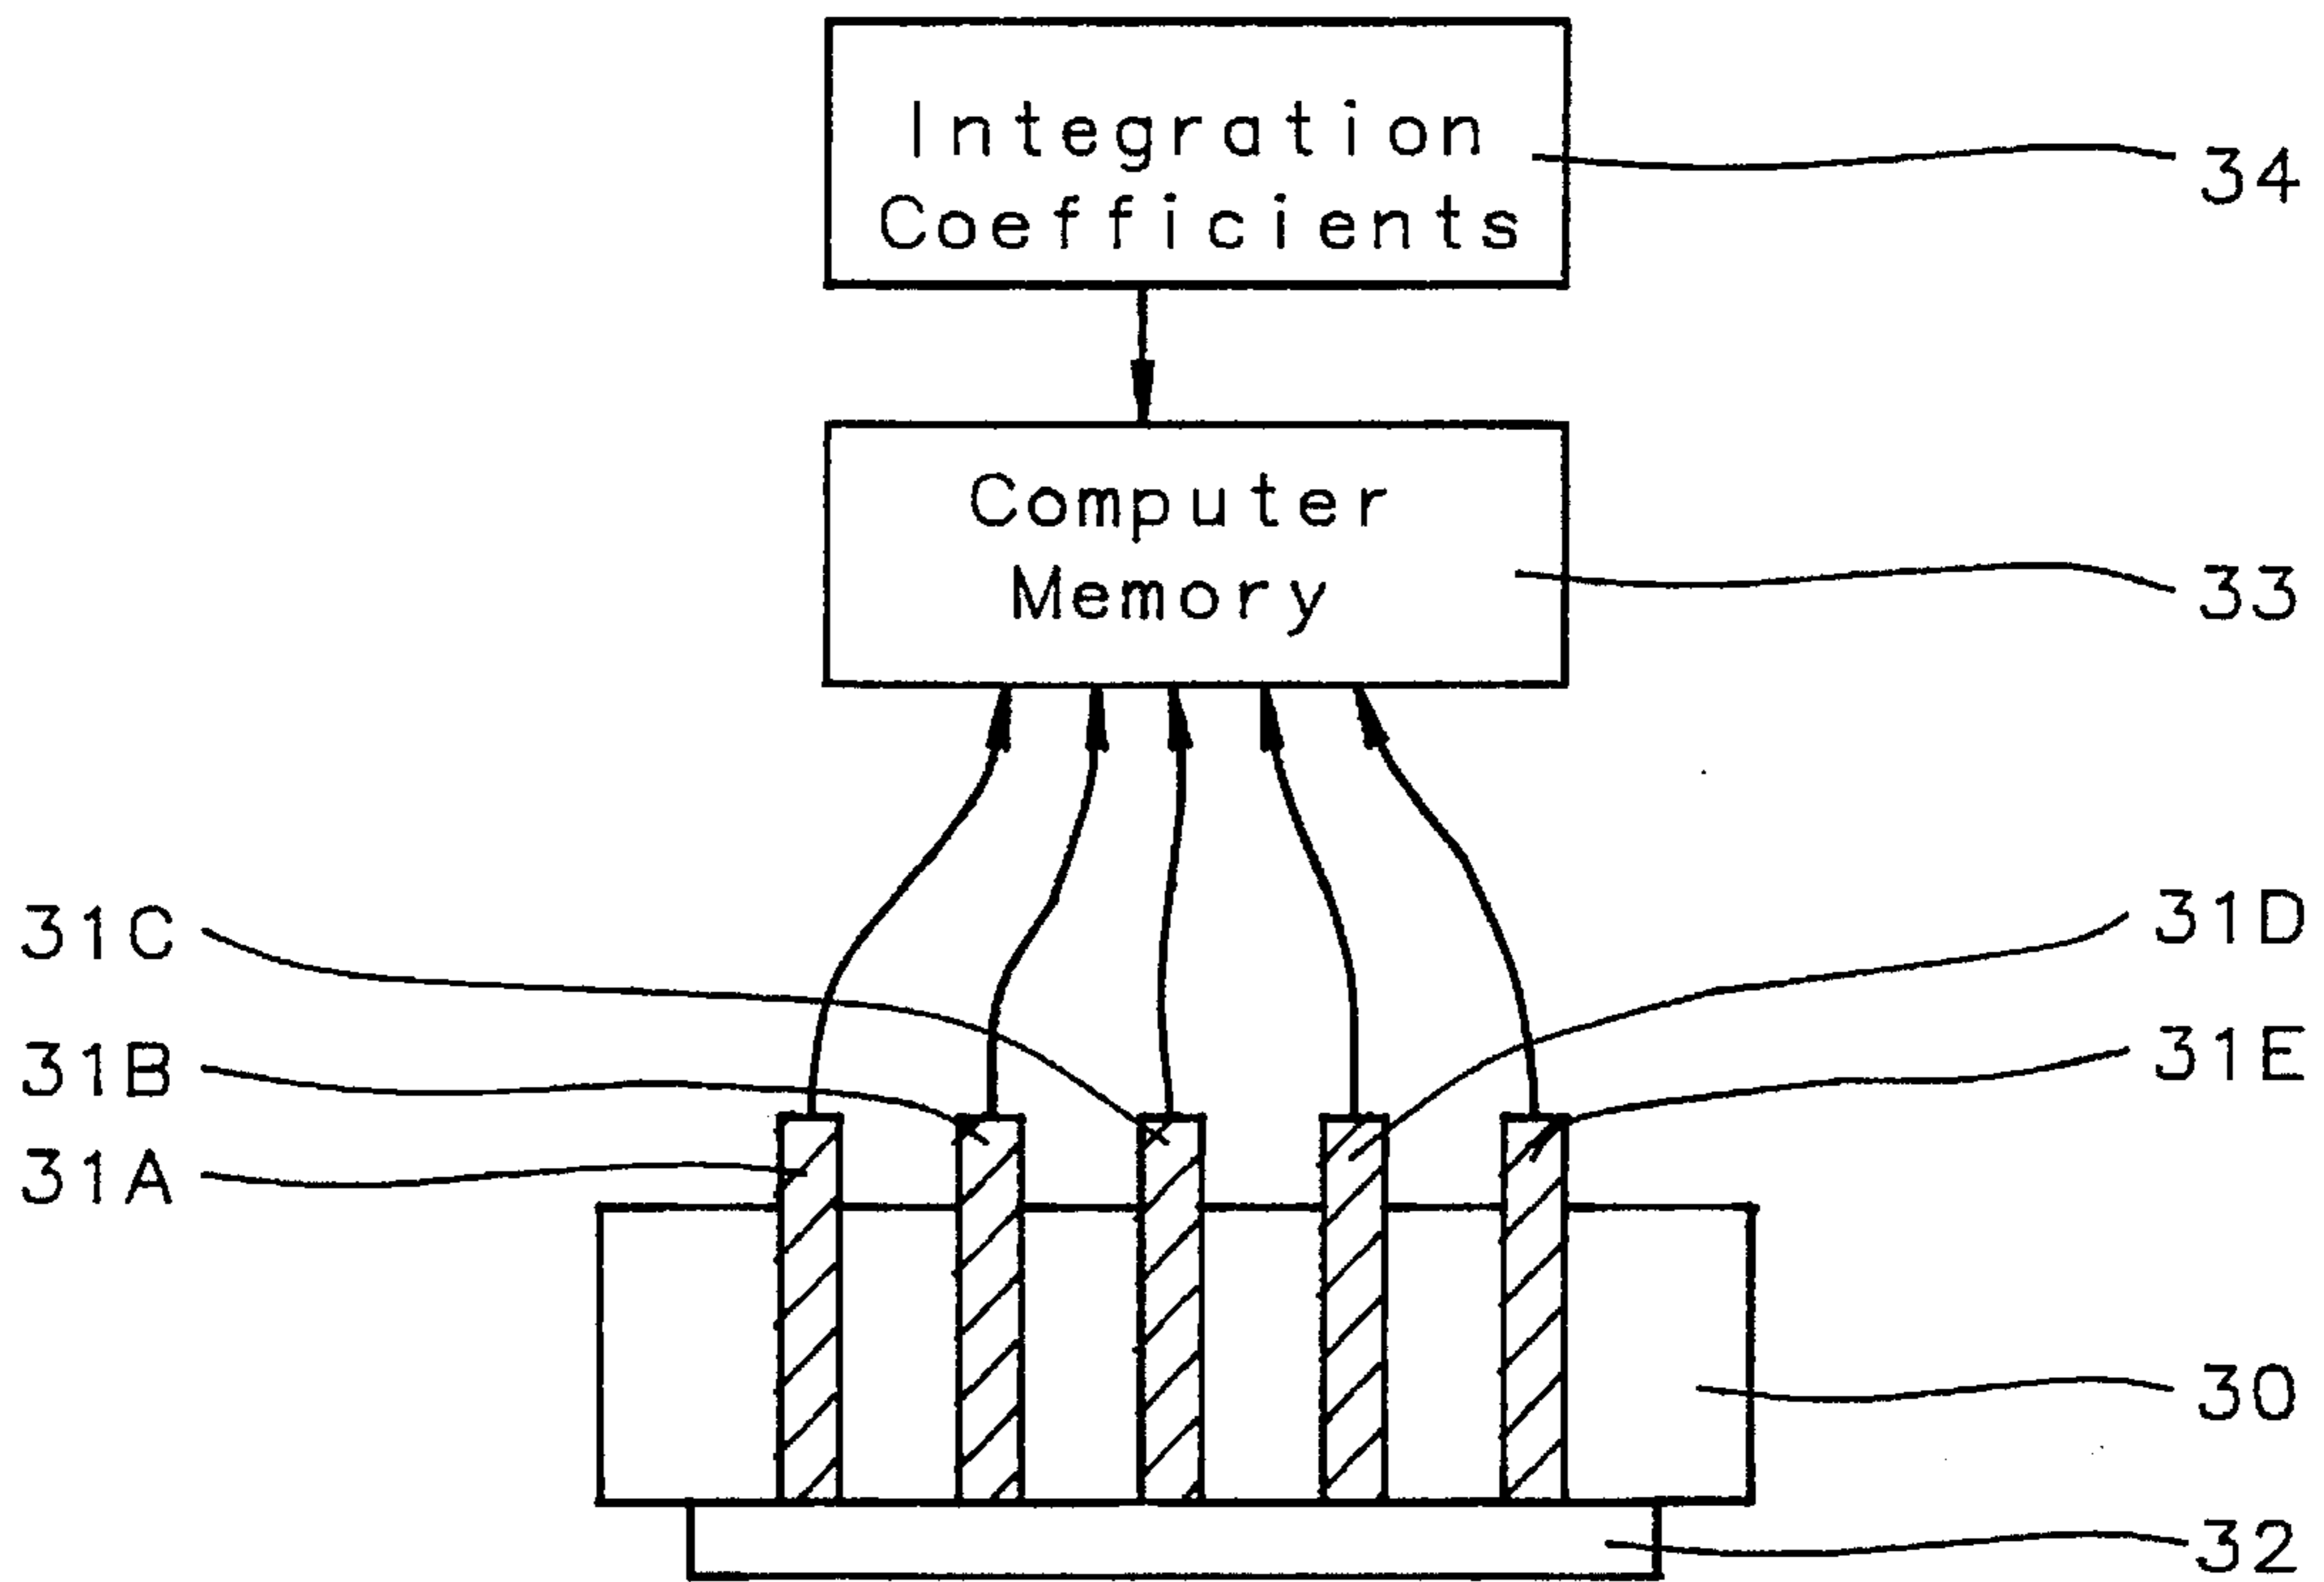 Integration
Coefficients
34
Computer
Memory
33
31C
31D
31B
31E
31A
30
32